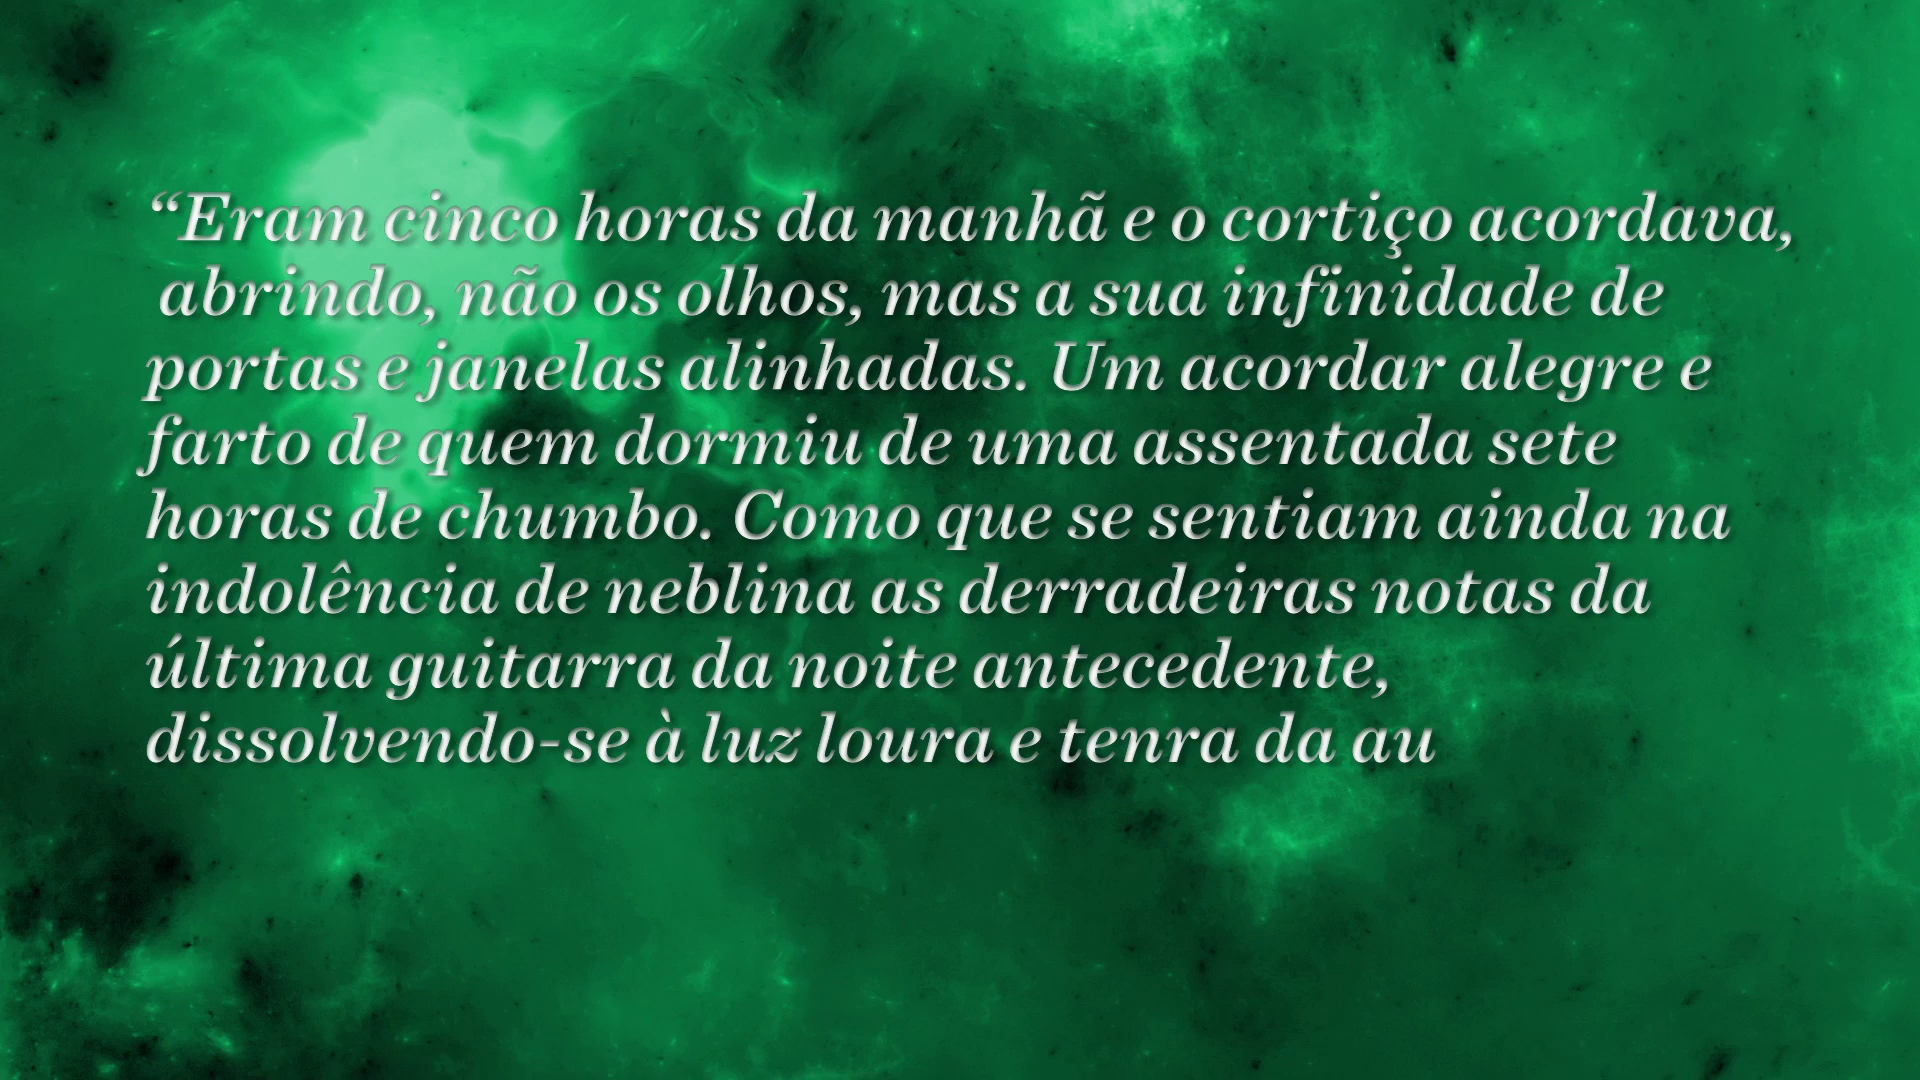 “Eram cinco horas da manhã e o cortiço acordava,
abrindo, não os olhos, mas a sua infinidade de
portas e janelas alinhadas. Um acordar alegre e
farto de quem dormiu de uma assentada sete
horas de chumbo. Como que se sentiam ainda na
indolência de neblina as derradeiras notas da
última guitarra da noite antecedente,
dissolvendo-se à luz loura e tenra da au